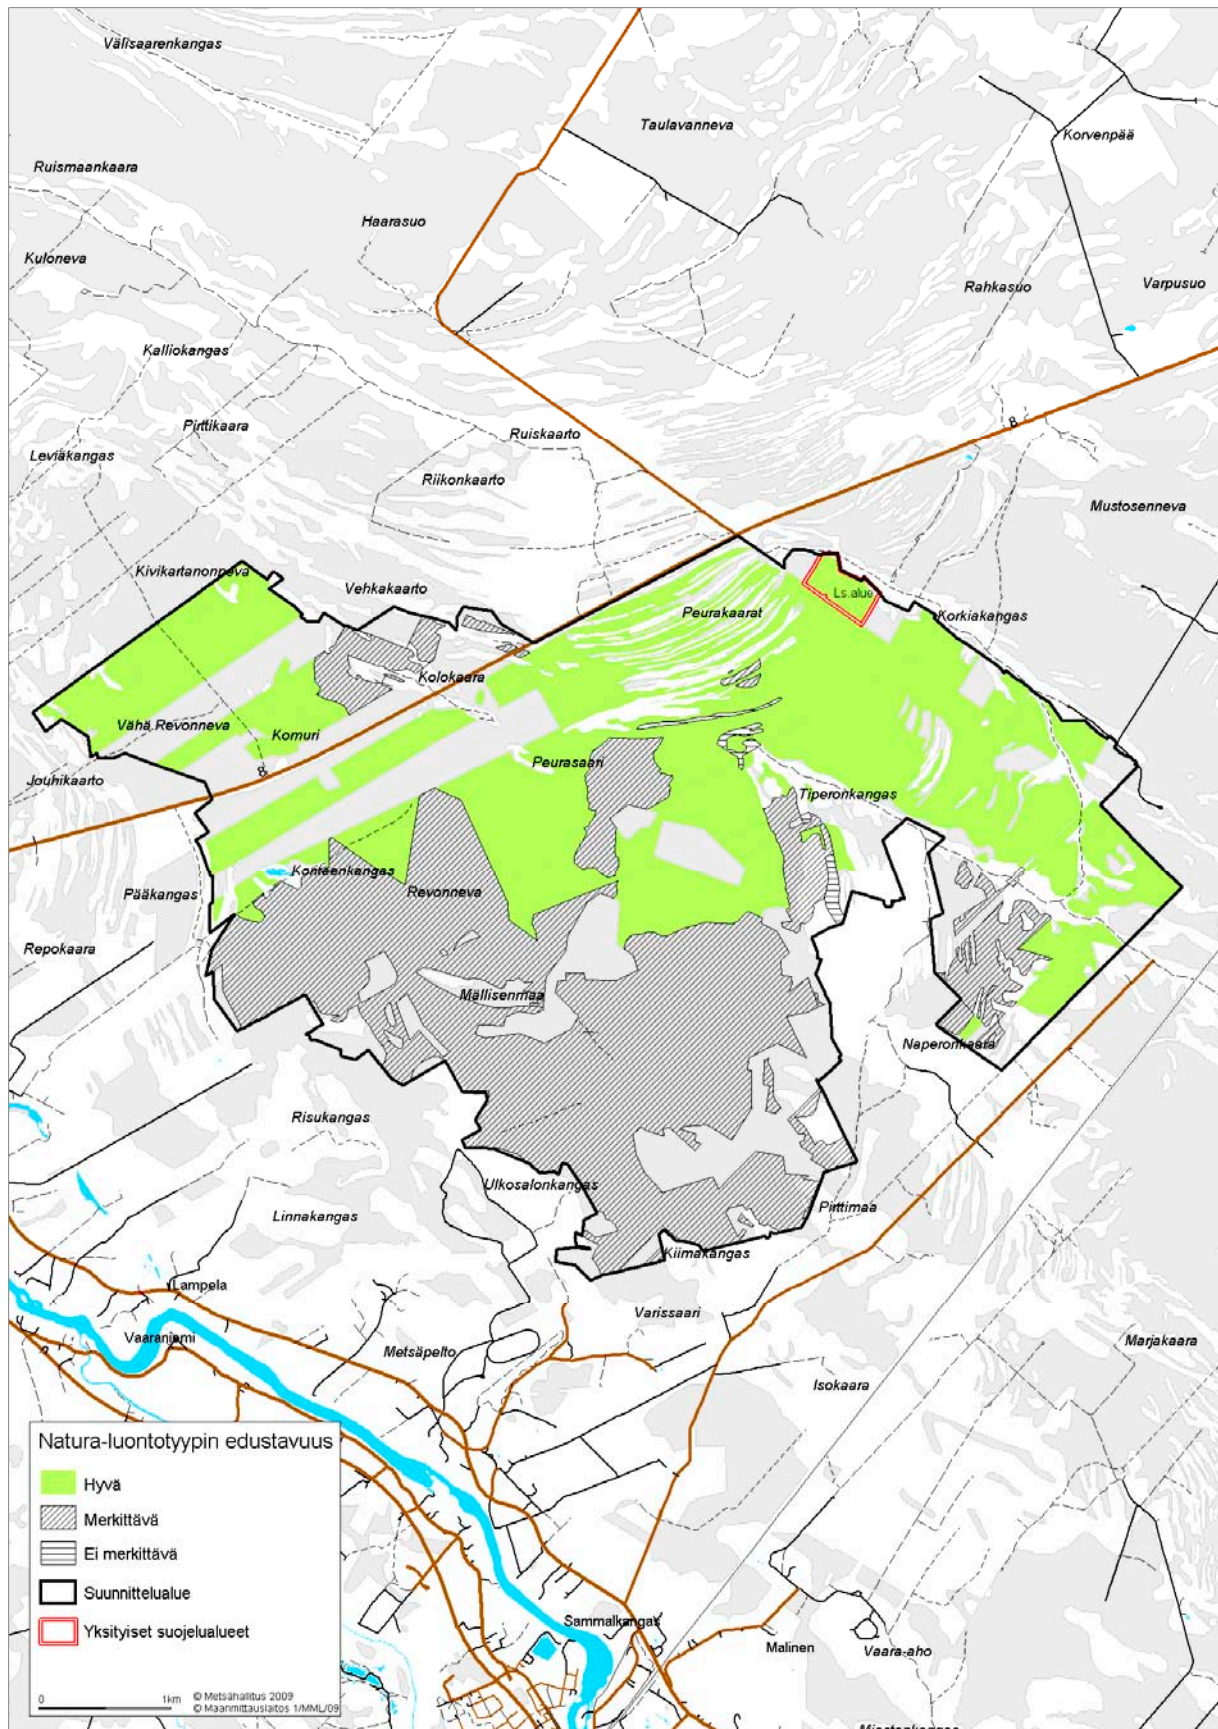 Välisaarenkangas
Taulavanneva
Korvenpää
Ruismaankaara
Haarasuo
Kuloneva
Rahkasuo
Varpusuo
Kalliokangas
8
Pirttikaara
Ruiskaarto
Leviäkangas
Riikonkaarto
Mustosenneva
Kivikartanonneva
Vehkakaarto
Ls.alue
Peurakaarat
Korkiakangas
Kolokaara
Vähä Revonneva
Komuri
Peurasaari
8
Jouhikaarto
Tiperonkangas
Konteenkangas
Pääkangas
Revonneva
Repokaara
Mällisenmaa
Naperonkaara
Risukangas
Ulkosalonkangas
Linnakangas
Pirttimaa
Kiimakangas
Lampela
Varissaari
Vaaraniemi
Metsäpelto
Marjakaara
Isokaara
Natura-luontotyypin edustavuus
Hyvä
Merkittävä
Ei merkittävä
Suunnittelualue
Yksityiset suojelualueet
0 1km
© Metsähallitus 2009
© Maanmittauslaitos 1/MML/09
Sammalkangas
Malinen
Vaara-aho